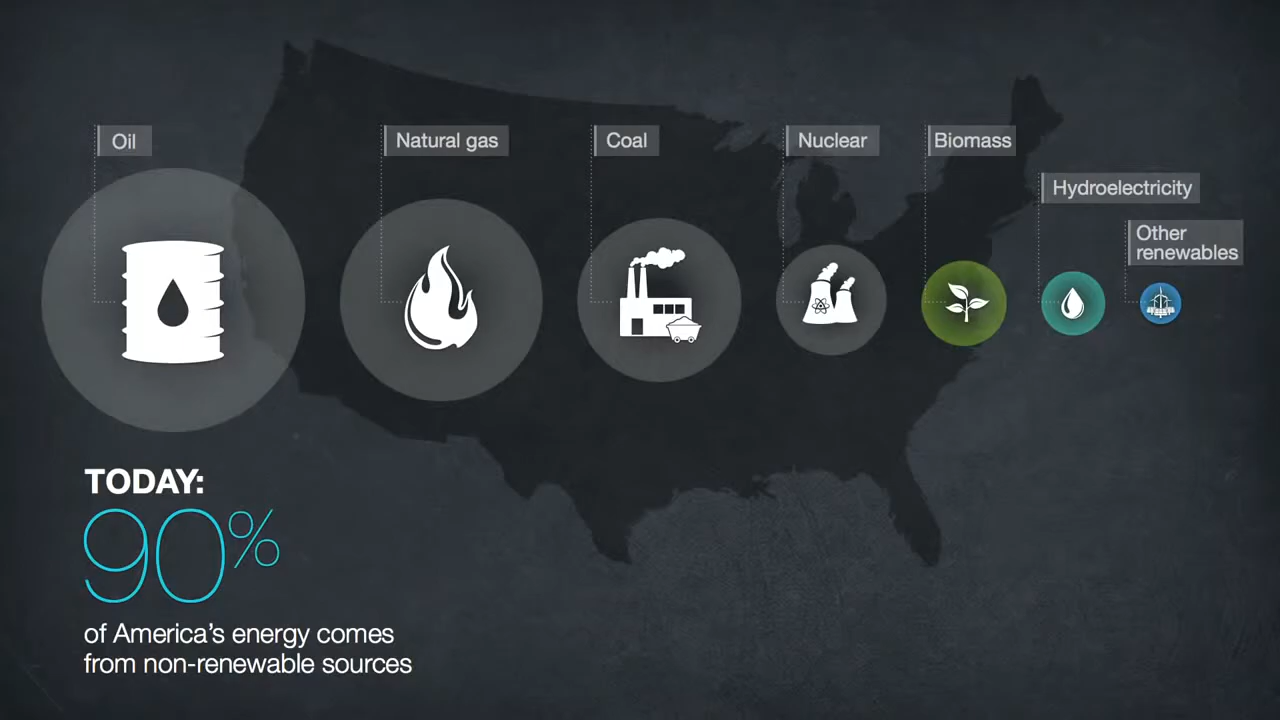 Oil
Natural gas
Coal
Nuclear
Biomass
Hydroelectricity
Other
renewables
TODAY:
90%
of America's energy comes
from non-renewable sources